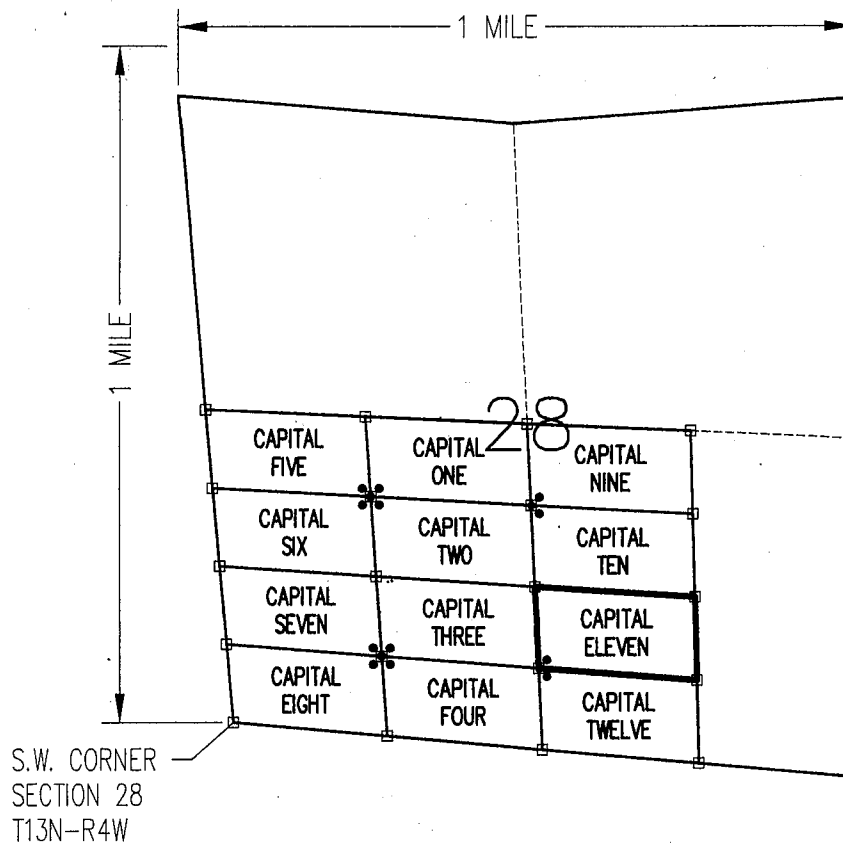 1 MILE
1 MILE
28
CAPITAL
FIVE
CAPITAL
ONE
CAPITAL
NINE
CAPITAL
SIX
CAPITAL
TWO
CAPITAL
TEN
CAPITAL
SEVEN
CAPITAL
THREE
CAPITAL
ELEVEN
CAPITAL
EIGHT
CAPITAL
FOUR
CAPITAL
TWELVE
S.W. CORNER
SECTION 28
T13N-R4W